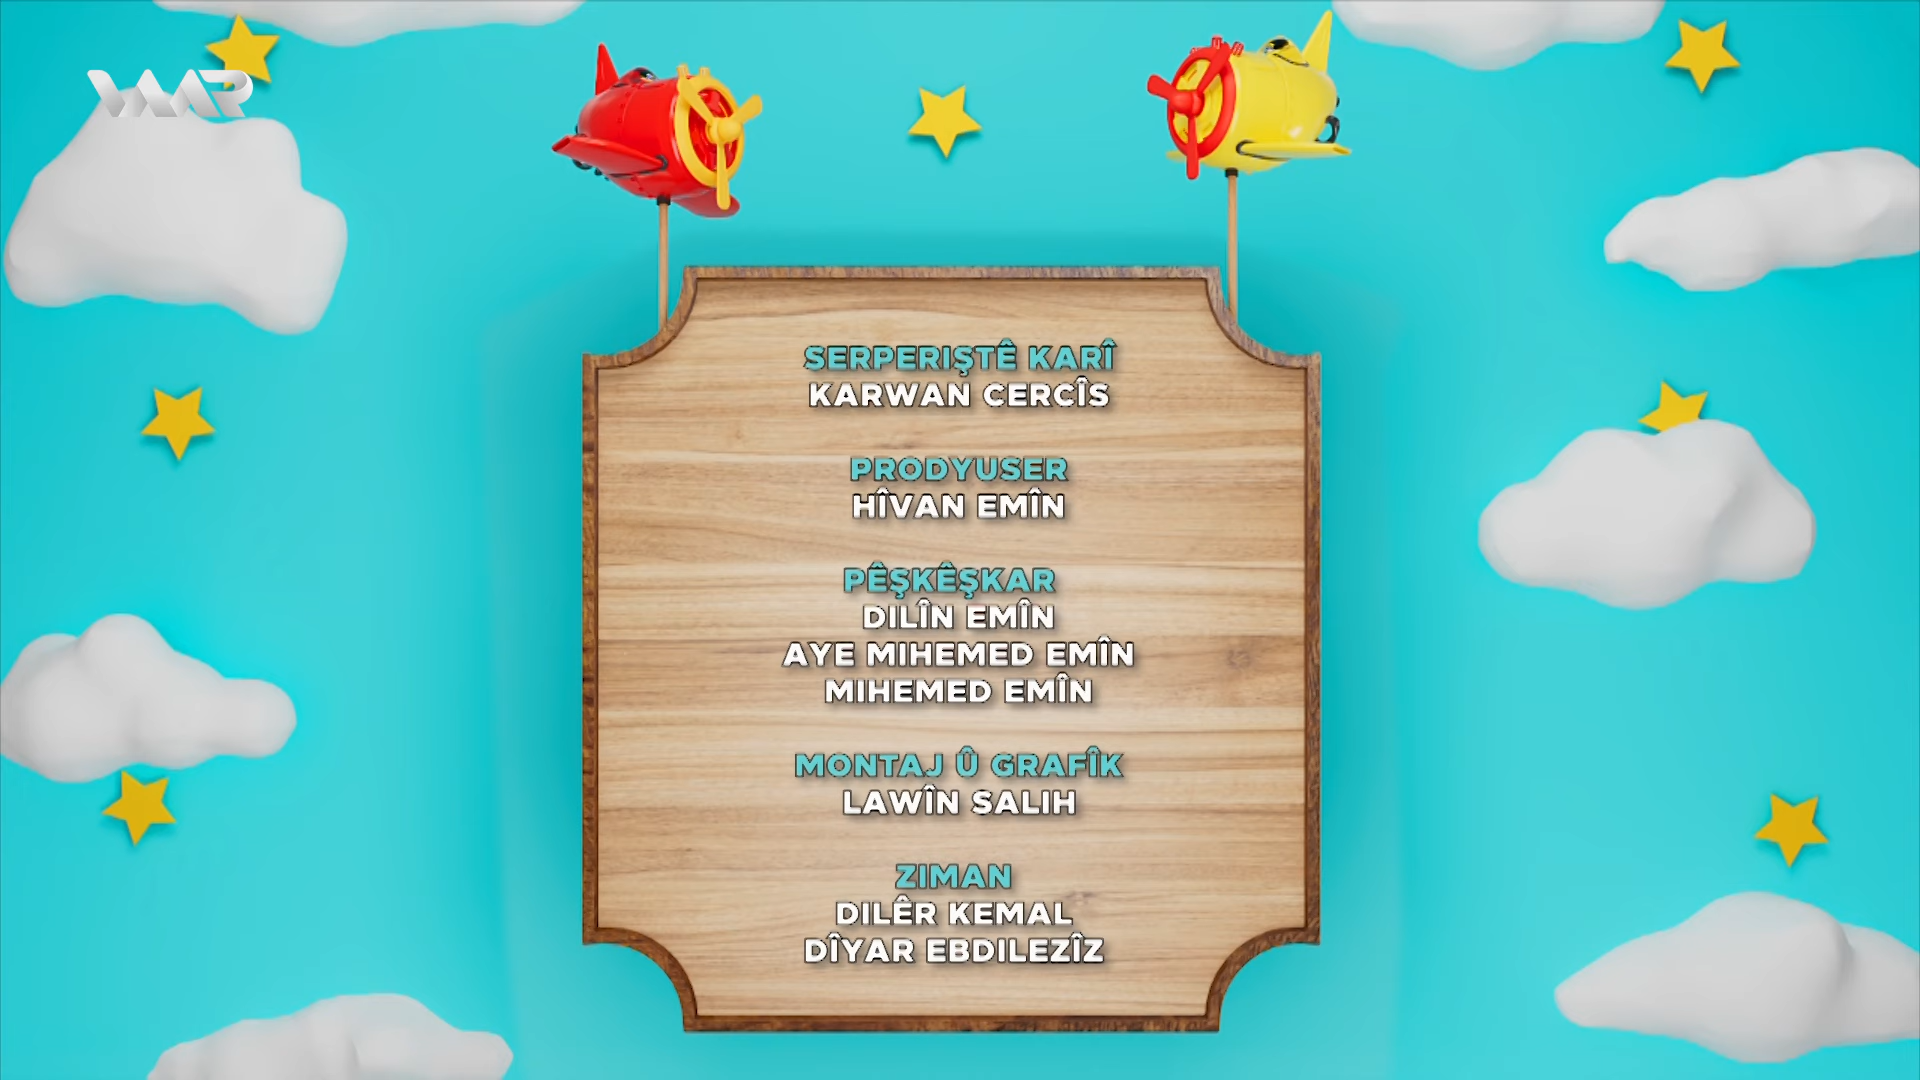 WAAR
SERPERIŞTÊ KARÎ
KARWAN CERCÎS
PRODYUSER
HÎVAN EMÎN
PÊŞKÊŞKAR
DILÎN EMÎN
AYE MIHEMED EMÎN
MIHEMED EMÎN
MONTAJ Û GRAFÎK
LAWÎN SALIH
ZIMAN
DILÊR KEMAL
DÎYAR EBDILEZÎZ